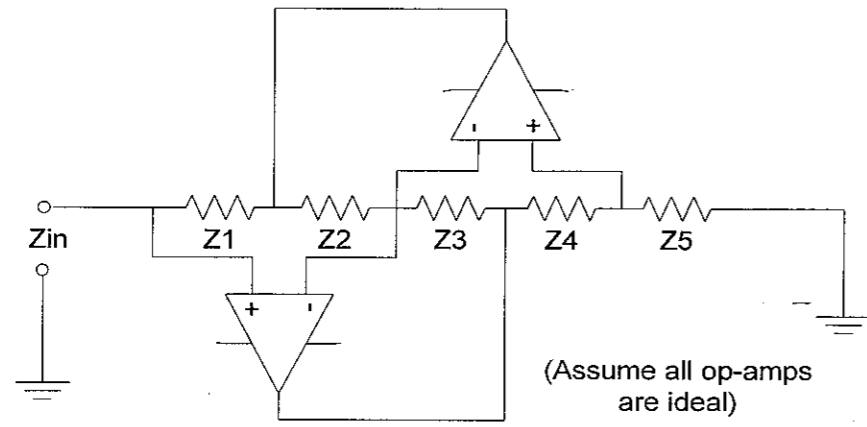 - +
Zin
Z1
Z2
Z3
Z4
Z5
+ -
(Assume all op-amps
are ideal)